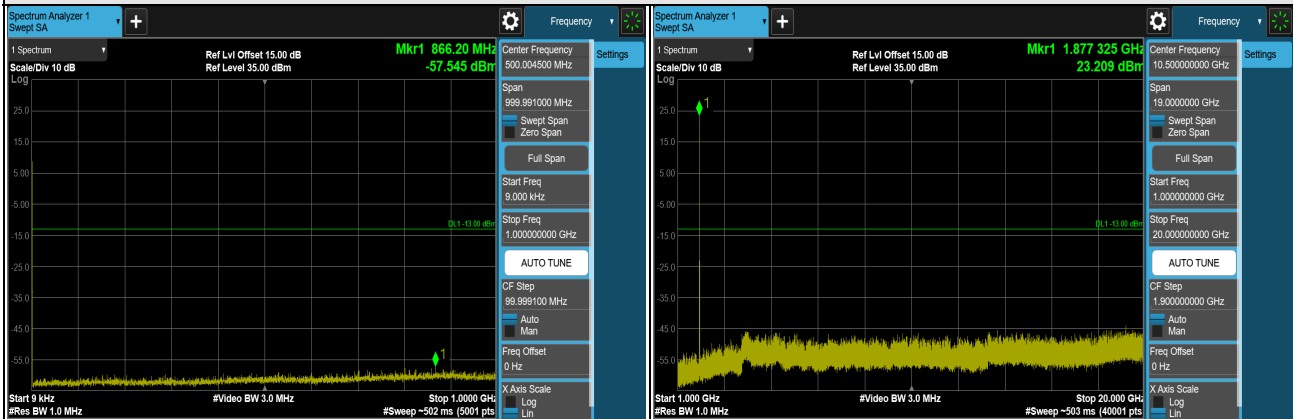 Spectrum Analyzer 1
Swept SA
+
Frequency
1 Spectrum
Scale/Div 10 dB
Log
Ref Lvl Offset 15.00 dB
Ref Level 35.00 dBm
Mkr1 866.20 MHz
-57.545 dBm
25.0
15.0
5.00
-5.00
-15.0
-25.0
-35.0
-45.0
-55.0
DL1 -13.00 dBm
1
Start 9 kHz
#Res BW 1.0 MHz
#Video BW 3.0 MHz
Stop 1.0000 GHz
#Sweep ~502 ms (5001 pts
Center Frequency
500.004500 MHz
Settings
Span
999.991000 MHz
Swept Span
Zero Span
Full Span
Start Freq
9.000 kHz
Stop Freq
1.000000000 GHz
AUTO TUNE
CF Step
99.999100 MHz
Auto
Man
Freq Offset
0 Hz
X Axis Scale
Log
Lin
Spectrum Analyzer 1
Swept SA
+
Frequency
1 Spectrum
Scale/Div 10 dB
Log
Ref Lvl Offset 15.00 dB
Ref Level 35.00 dBm
Mkr1 1.877 325 GHz
23.209 dBm
25.0
15.0
5.00
-5.00
-15.0
-25.0
-35.0
-45.0
-55.0
DL1 -13.00 dBm
1
Start 1.000 GHz
#Res BW 1.0 MHz
#Video BW 3.0 MHz
Stop 20.000 GHz
#Sweep ~503 ms (40001 pts
Center Frequency
10.500000000 GHz
Settings
Span
19.0000000 GHz
Swept Span
Zero Span
Full Span
Start Freq
1.000000000 GHz
Stop Freq
20.000000000 GHz
AUTO TUNE
CF Step
1.900000000 GHz
Auto
Man
Freq Offset
0 Hz
X Axis Scale
Log
Lin